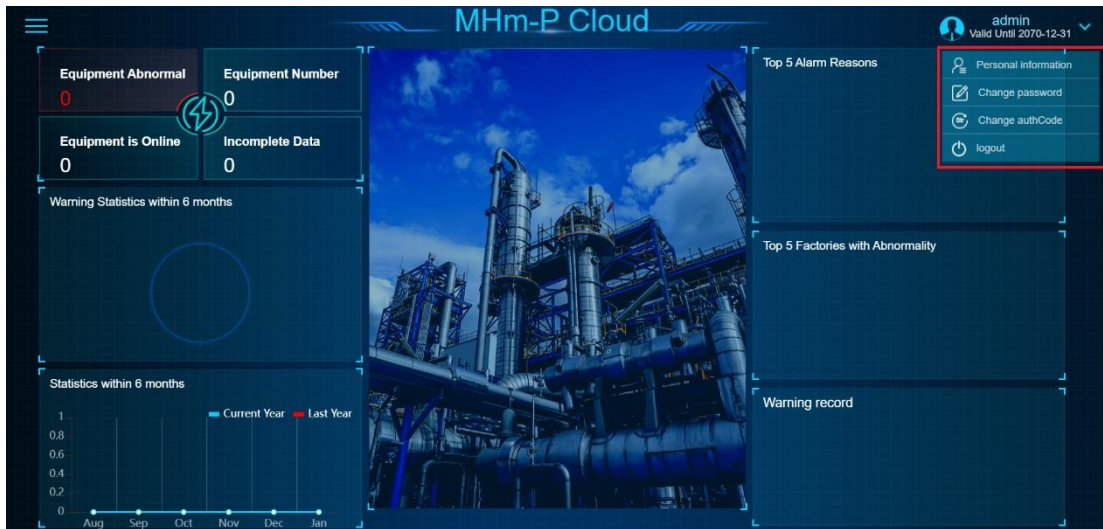 MHm-P Cloud
admin
Valid Until 2070-12-31
Personal information
Change password
Change authCode
logout
Equipment Abnormal
0
Equipment Number
0
Equipment is Online
0
Incomplete Data
0
Warning Statistics within 6 months
Statistics within 6 months
Current Year
Last Year
1
0.8
0.6
0.4
0.2
0
Aug Sep Oct Nov Dec Jan
Top 5 Alarm Reasons
Top 5 Factories with Abnormality
Warning record